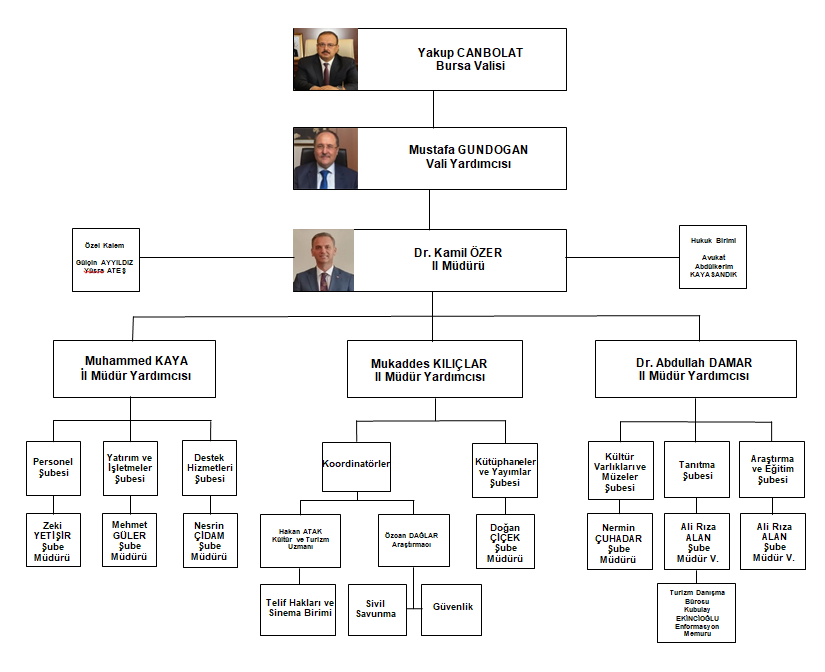 Yakup CANBOLAT
Bursa Valisi
Mustafa GUNDOGAN
Vali Yardımcısı
Özel Kalem
Gülçin AYYILDIZ
Yüsra ATEŞ
Dr. Kamil ÖZER
II Müdürü
Hukuk Birimi
Avukat
Abdülkerim
KAYASANDIK
Muhammed KAYA
İl Müdür Yardımcısı
Mukaddes KILIÇLAR
II Müdür Yardımcısı
Dr. Abdullah DAMAR
II Müdür Yardımcısı
Personel
Şubesi
Yatırım ve
İşletmeler
Şubesi
Destek
Hizmetleri
Şubesi
Koordinatörler
Kütüphaneler
ve Yayımlar
Şubesi
Kültür
Varlıkları ve
Müzeler
Şubesi
Tanıtma
Şubesi
Araştırma
ve Eğitim
Şubesi
Zeki
YETİŞİR
Şube
Müdürü
Mehmet
GÜLER
Şube
Müdürü
Nesrin
ÇİDAM
Şube
Müdürü
Hakan ATAK
Kültür ve Turizm
Uzmanı
Özcan DAĞLAR
Araştırmacı
Doğan
ÇİÇEK
Şube
Müdürü
Nermin
ÇUHADAR
Şube
Müdürü
Ali Rıza
ALAN
Şube
Müdür V.
Ali Rıza
ALAN
Şube
Müdür V.
Telif Hakları ve
Sinema Birimi
Sivil
Savunma
Güvenlik
Turizm Danışma
Bürosu
Kubulay
EKİNCİOĞLU
Enformasyon
Memuru